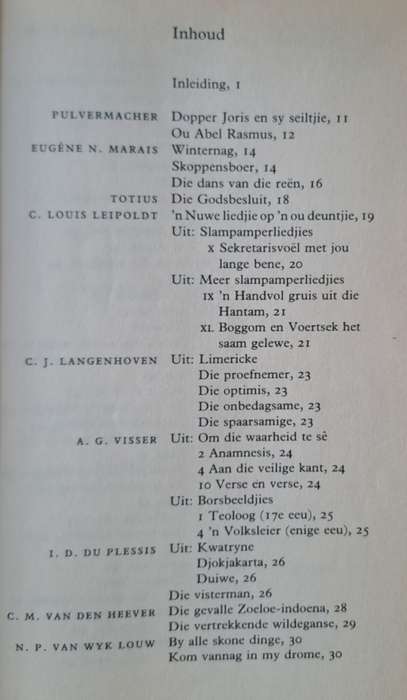 Inhoud
Inleiding, 1
PULVERMACHER Dopper Joris en sy seiltjie, 11
Ou Abel Rasmus, 12
EUGÈNE N. MARAIS Winternag, 14
Skoppensboer, 14
Die dans van die reën, 16
TOTIUS Die Godsbesluit, 18
C. LOUIS LEIPOLDT 'n Nuwe liedjie op 'n ou deuntjie, 19
Uit: Slampamperliedjies
X Sekretarisvoël met jou
lange bene, 20
Uit: Meer slampamperliedjies
IX 'n Handvol gruis uit die
Hantam, 21
XL Boggom en Voertsek het
saam gelewe, 21
C. J. LANGENHOVEN Uit: Limericke
Die proefnemer, 23
Die optimis, 23
Die onbedagsame, 23
Die spaarsamige, 23
A. G. VISSER Uit: Om die waarheid te sê
2 Anamnesis, 24
4 Aan die veilige kant, 24
10 Verse en verse, 24
Uit: Borsbeeldjies
1 Teoloog (17e eeu), 25
4 'n Volksleier (enige eeu), 25
I. D. DU PLESSIS Uit: Kwatryne
Djokjakarta, 26
Duiwe, 26
Die visterman, 26
C. M. VAN DEN HEEVER Die gevalle Zoeloe-indoena, 28
Die vertrekkende wildeganse, 29
N. P. VAN WYK LOUW By alle skone dinge, 30
Kom vannag in my drome, 30